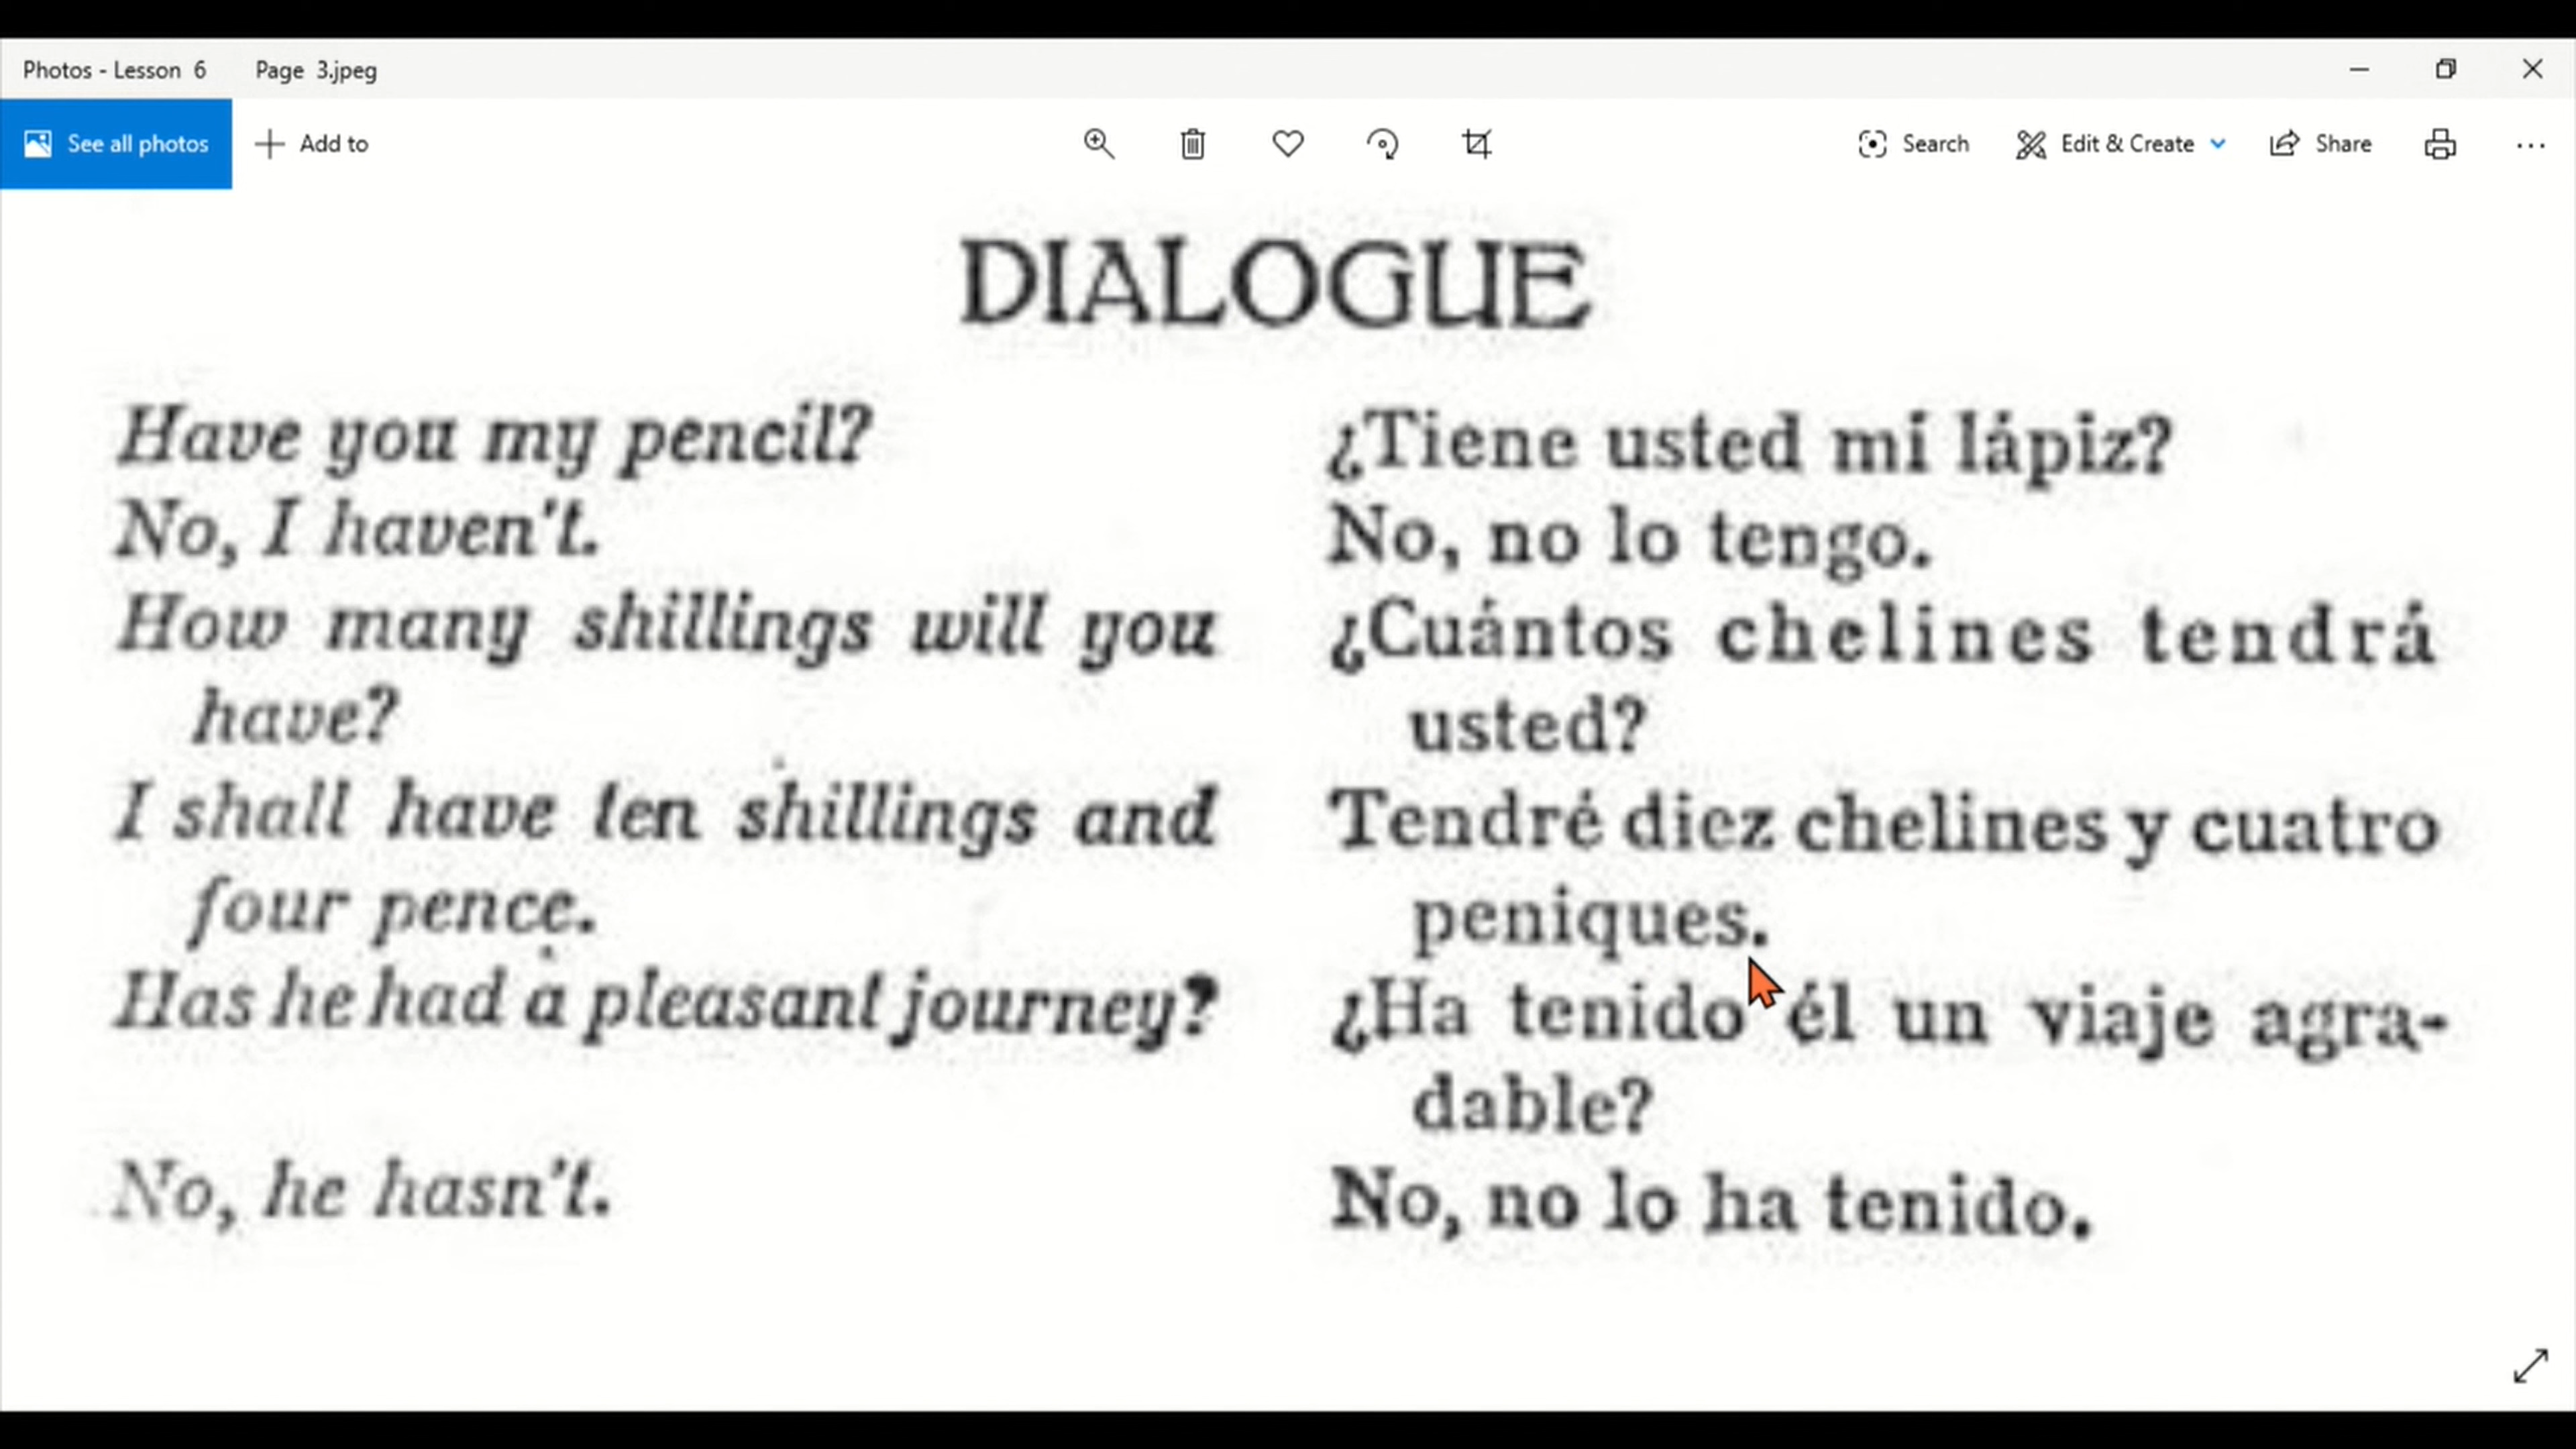 Photos - Lesson 6 Page 3.jpeg
See all photos
Add to
Search
Edit & Create
Share
DIALOGUE
Have you my pencil?
No, I haven't.
How many shillings will you
have?
I shall have ten shillings and
four pence.
Has he had a pleasant journey?
No, he hasn't.
¿Tiene usted mi lápiz?
No, no lo tengo.
¿Cuántos chelines tendrá
usted?
Tendré diez chelines y cuatro
peniques.
¿Ha tenido él un viaje agra-
dable?
No, no lo ha tenido.